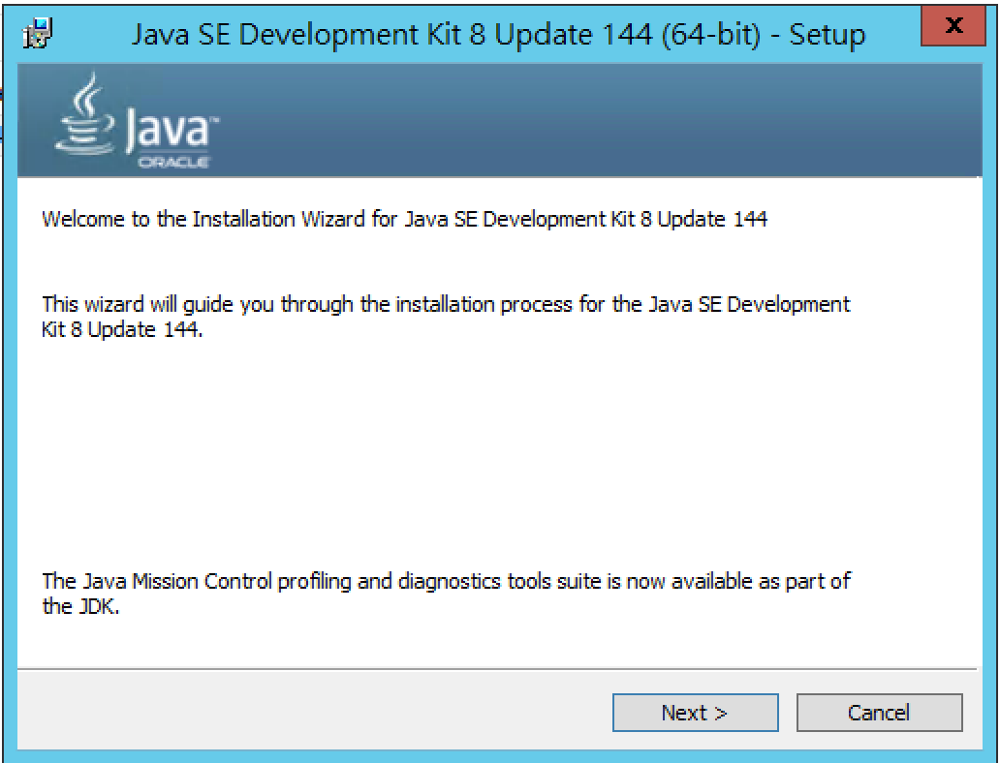 Java SE Development Kit 8 Update 144 (64-bit) - Setup
x
Java™
ORACLE
Welcome to the Installation Wizard for Java SE Development Kit 8 Update 144
This wizard will guide you through the installation process for the Java SE Development
Kit 8 Update 144.
The Java Mission Control profiling and diagnostics tools suite is now available as part of
the JDK.
Next >
Cancel